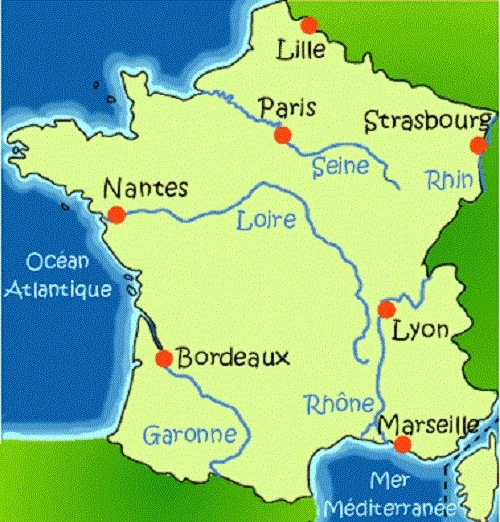 Lille
Paris
Strasbourg
Seine
Rhin
Nantes
Loire
Océan
Atlantique
Lyon
Bordeaux
Rhône
Marseille
Garonne
Mer
Méditerranée